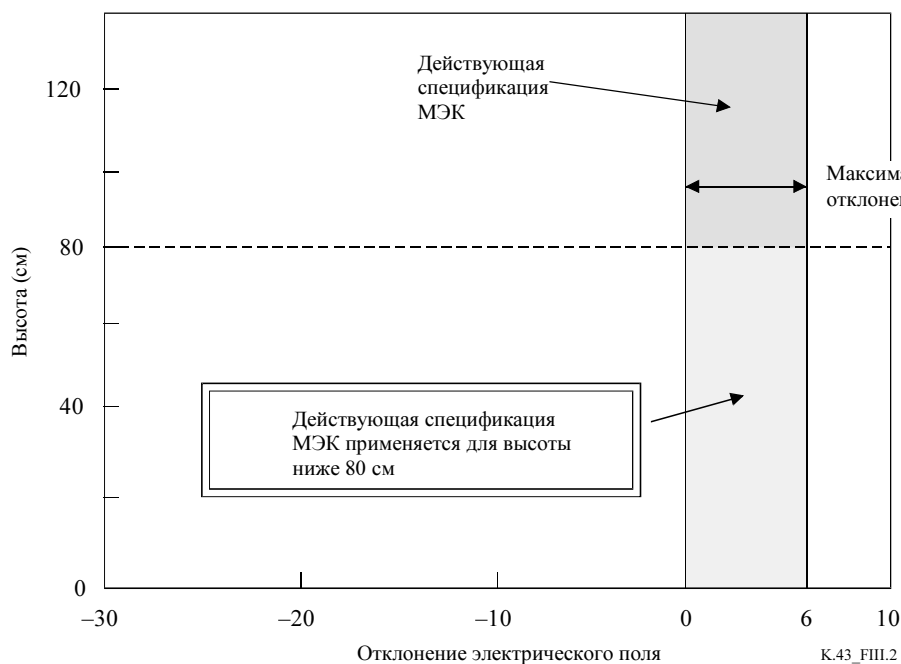 Действующая
спецификация
МЭК
120
отклонен
80
Высота (см)
40
Действующая спецификация
МЭК применяется для высоты
ниже 80 см
0
–30
–20
–10
0
6
10
Отклонение электрического поля
K.43_FIII.2